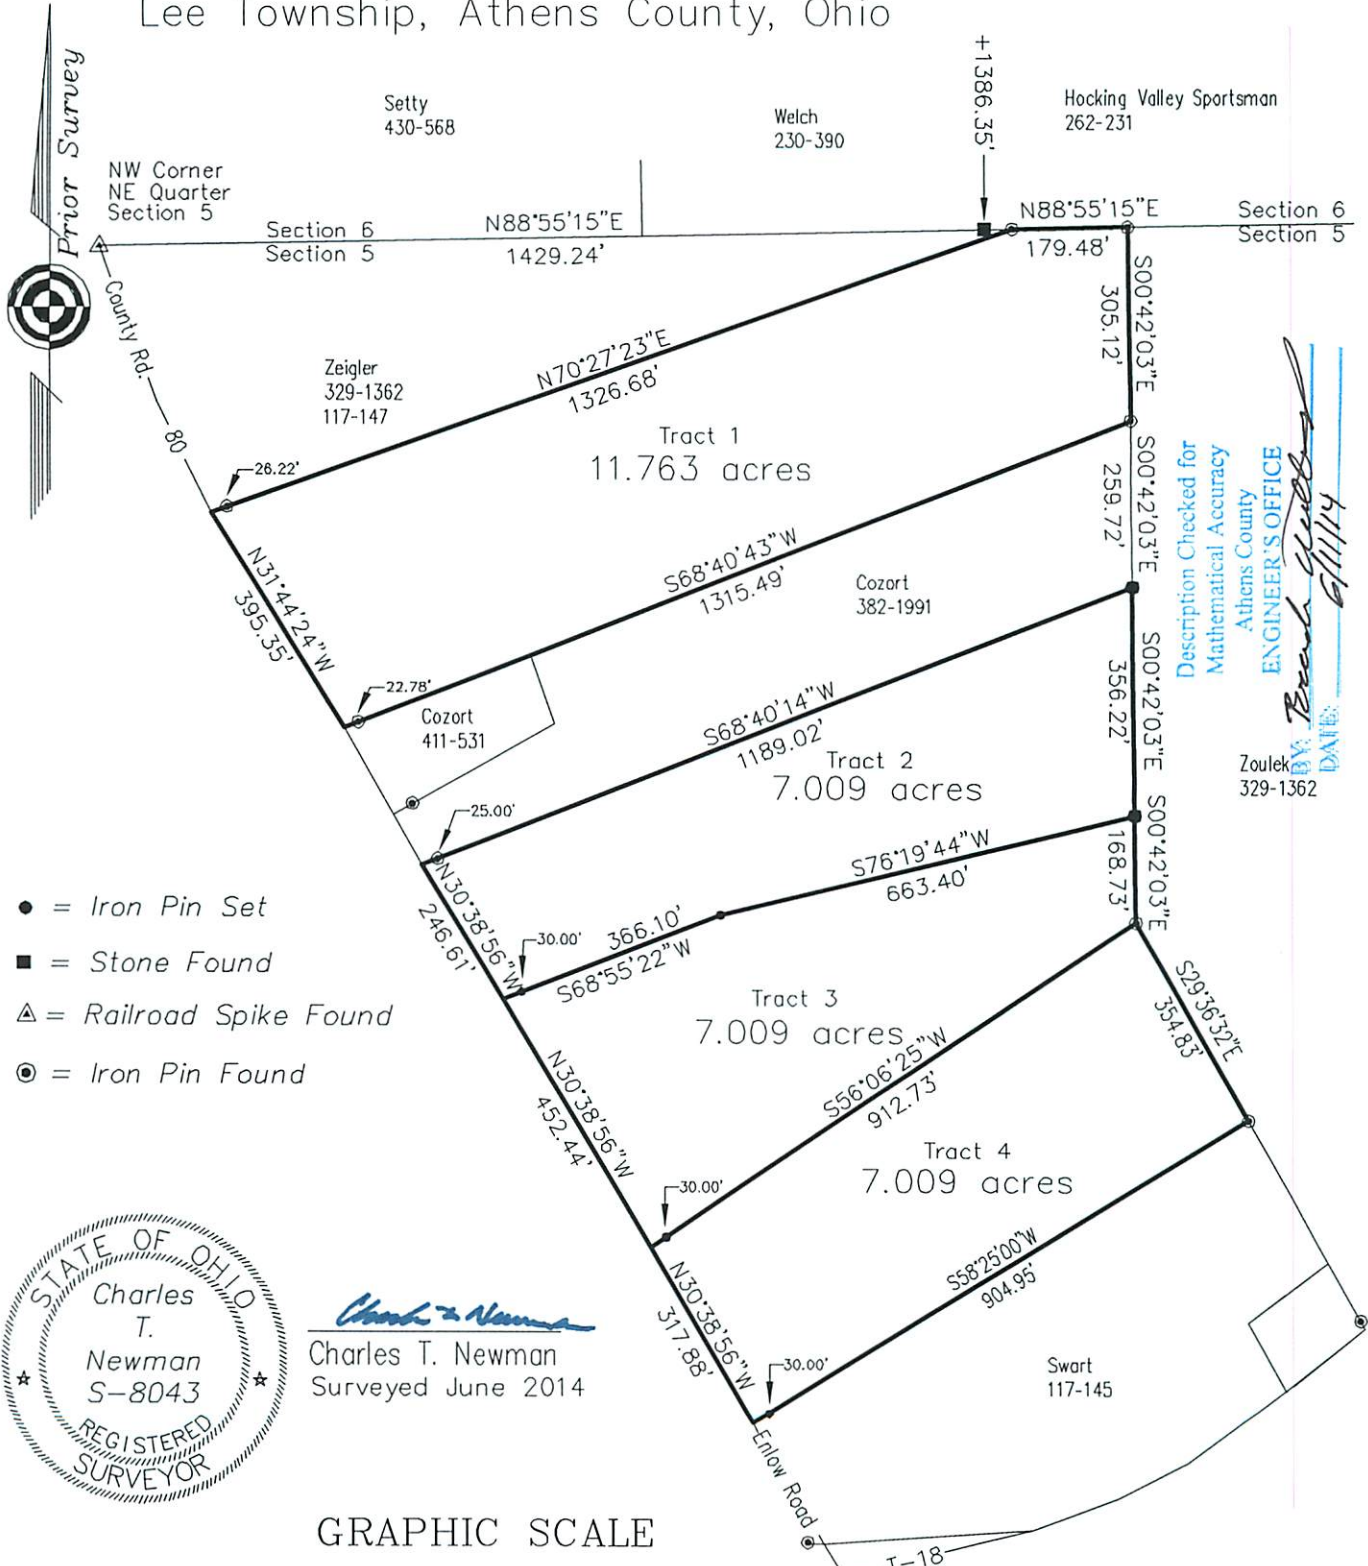 Lee Township, Athens County, Ohio
Prior Survey
Setty
430-568
Welch
230-390
+1386.35'
Hocking Valley Sportsman
262-231
NW Corner
NE Quarter
Section 5
Section 6
Section 5
N88°55'15"E
1429.24'
N88°55'15"E
179.48'
Section 6
Section 5
County Rd. 80
S00°42'03"E
305.12'
Zeigler
329-1362
117-147
N70°27'23"E
1326.68'
Tract 1
11.763 acres
26.22'
S00°42'03"E
259.72'
Description Checked for
Mathematical Accuracy
Athens County
ENGINEER'S OFFICE
BY:
DATE: 6/11/14
N31°44'24"W
395.35'
S68°40'43"W
1315.49'
Cozort
382-1991
22.78'
Cozort
411-531
S68°40'14"W
1189.02'
S00°42'03"E
356.22'
Tract 2
7.009 acres
Zoulek
329-1362
25.00'
S76°19'44"W
663.40'
S00°42'03"E
168.73'
N30°38'56"W
246.61'
30.00'
366.10'
S68°55'22"W
● = Iron Pin Set
■ = Stone Found
= Railroad Spike Found
= Iron Pin Found
Tract 3
7.009 acres
S29°36'32"E
354.83'
S56°06'25"W
912.73'
N30°38'56"W
452.44'
Tract 4
7.009 acres
30.00'
S58°25'00"W
904.95'
N30°38'56"W
317.88'
30.00'
Swart
117-145
STATE OF OHIO
Charles
T.
Newman
S-8043
REGISTERED
SURVEYOR
Charles T. Newman
Charles T. Newman
Surveyed June 2014
Enlow Road
T-18
GRAPHIC SCALE